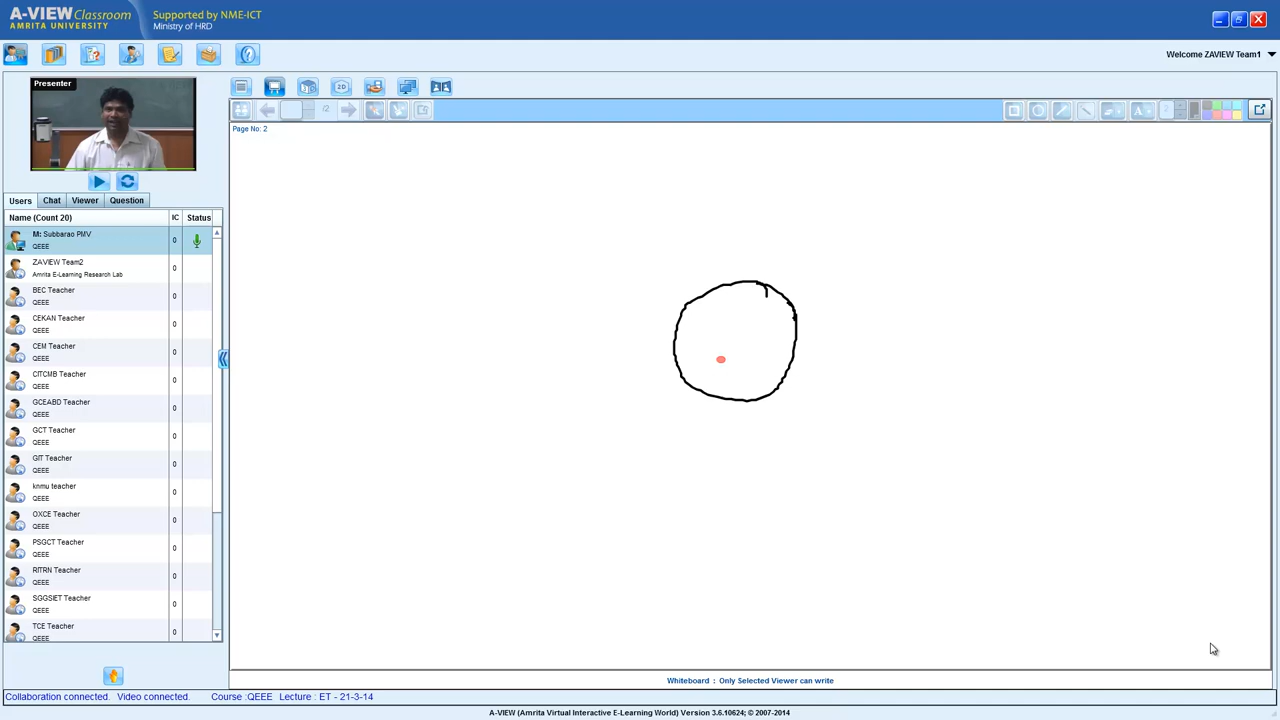 A-VIEW Classroom
AMRITA UNIVERSITY
Supported by NME-ICT
Ministry of HRD
Welcome ZAVIEW Team1
Presenter
2D
/2
2
Page No: 2
Users
Chat
Viewer
Question
Name (Count 20)
IC
Status
M: Subbarao PMV
QEEE
0
ZAVIEW Team2
Amrita E-Learning Research Lab
0
BEC Teacher
QEEE
0
CEKAN Teacher
QEEE
0
CEM Teacher
QEEE
0
CITCMB Teacher
QEEE
0
GCEABD Teacher
QEEE
0
GCT Teacher
QEEE
0
GIT Teacher
QEEE
0
knmu teacher
QEEE
0
OXCE Teacher
QEEE
0
PSGCT Teacher
QEEE
0
RITRN Teacher
QEEE
0
SGGSIET Teacher
QEEE
0
TCE Teacher
QEEE
0
Whiteboard : Only Selected Viewer can write
Collaboration connected. Video connected. Course :QEEE Lecture : ET - 21-3-14
A-VIEW (Amrita Virtual Interactive E-Learning World) Version 3.6.10624; © 2007-2014